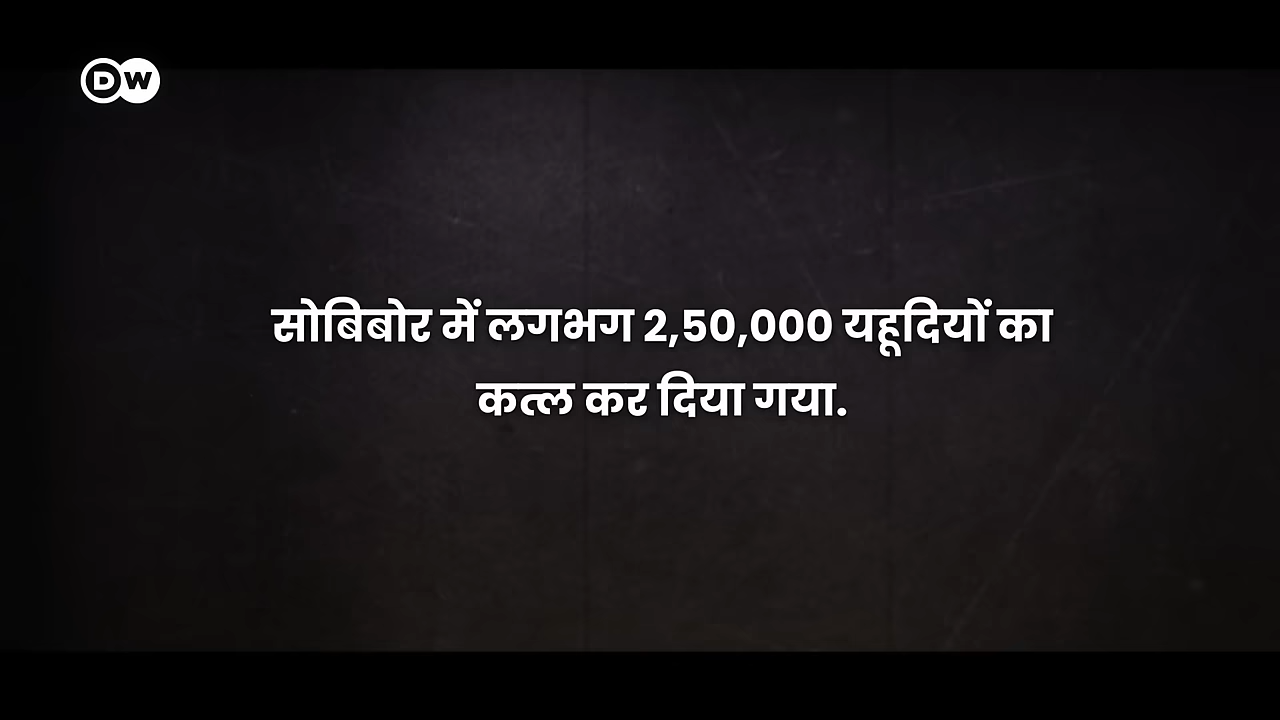 DW
सोबिबोर में लगभग 2,50,000 यहूदियों का
कत्ल कर दिया गया.